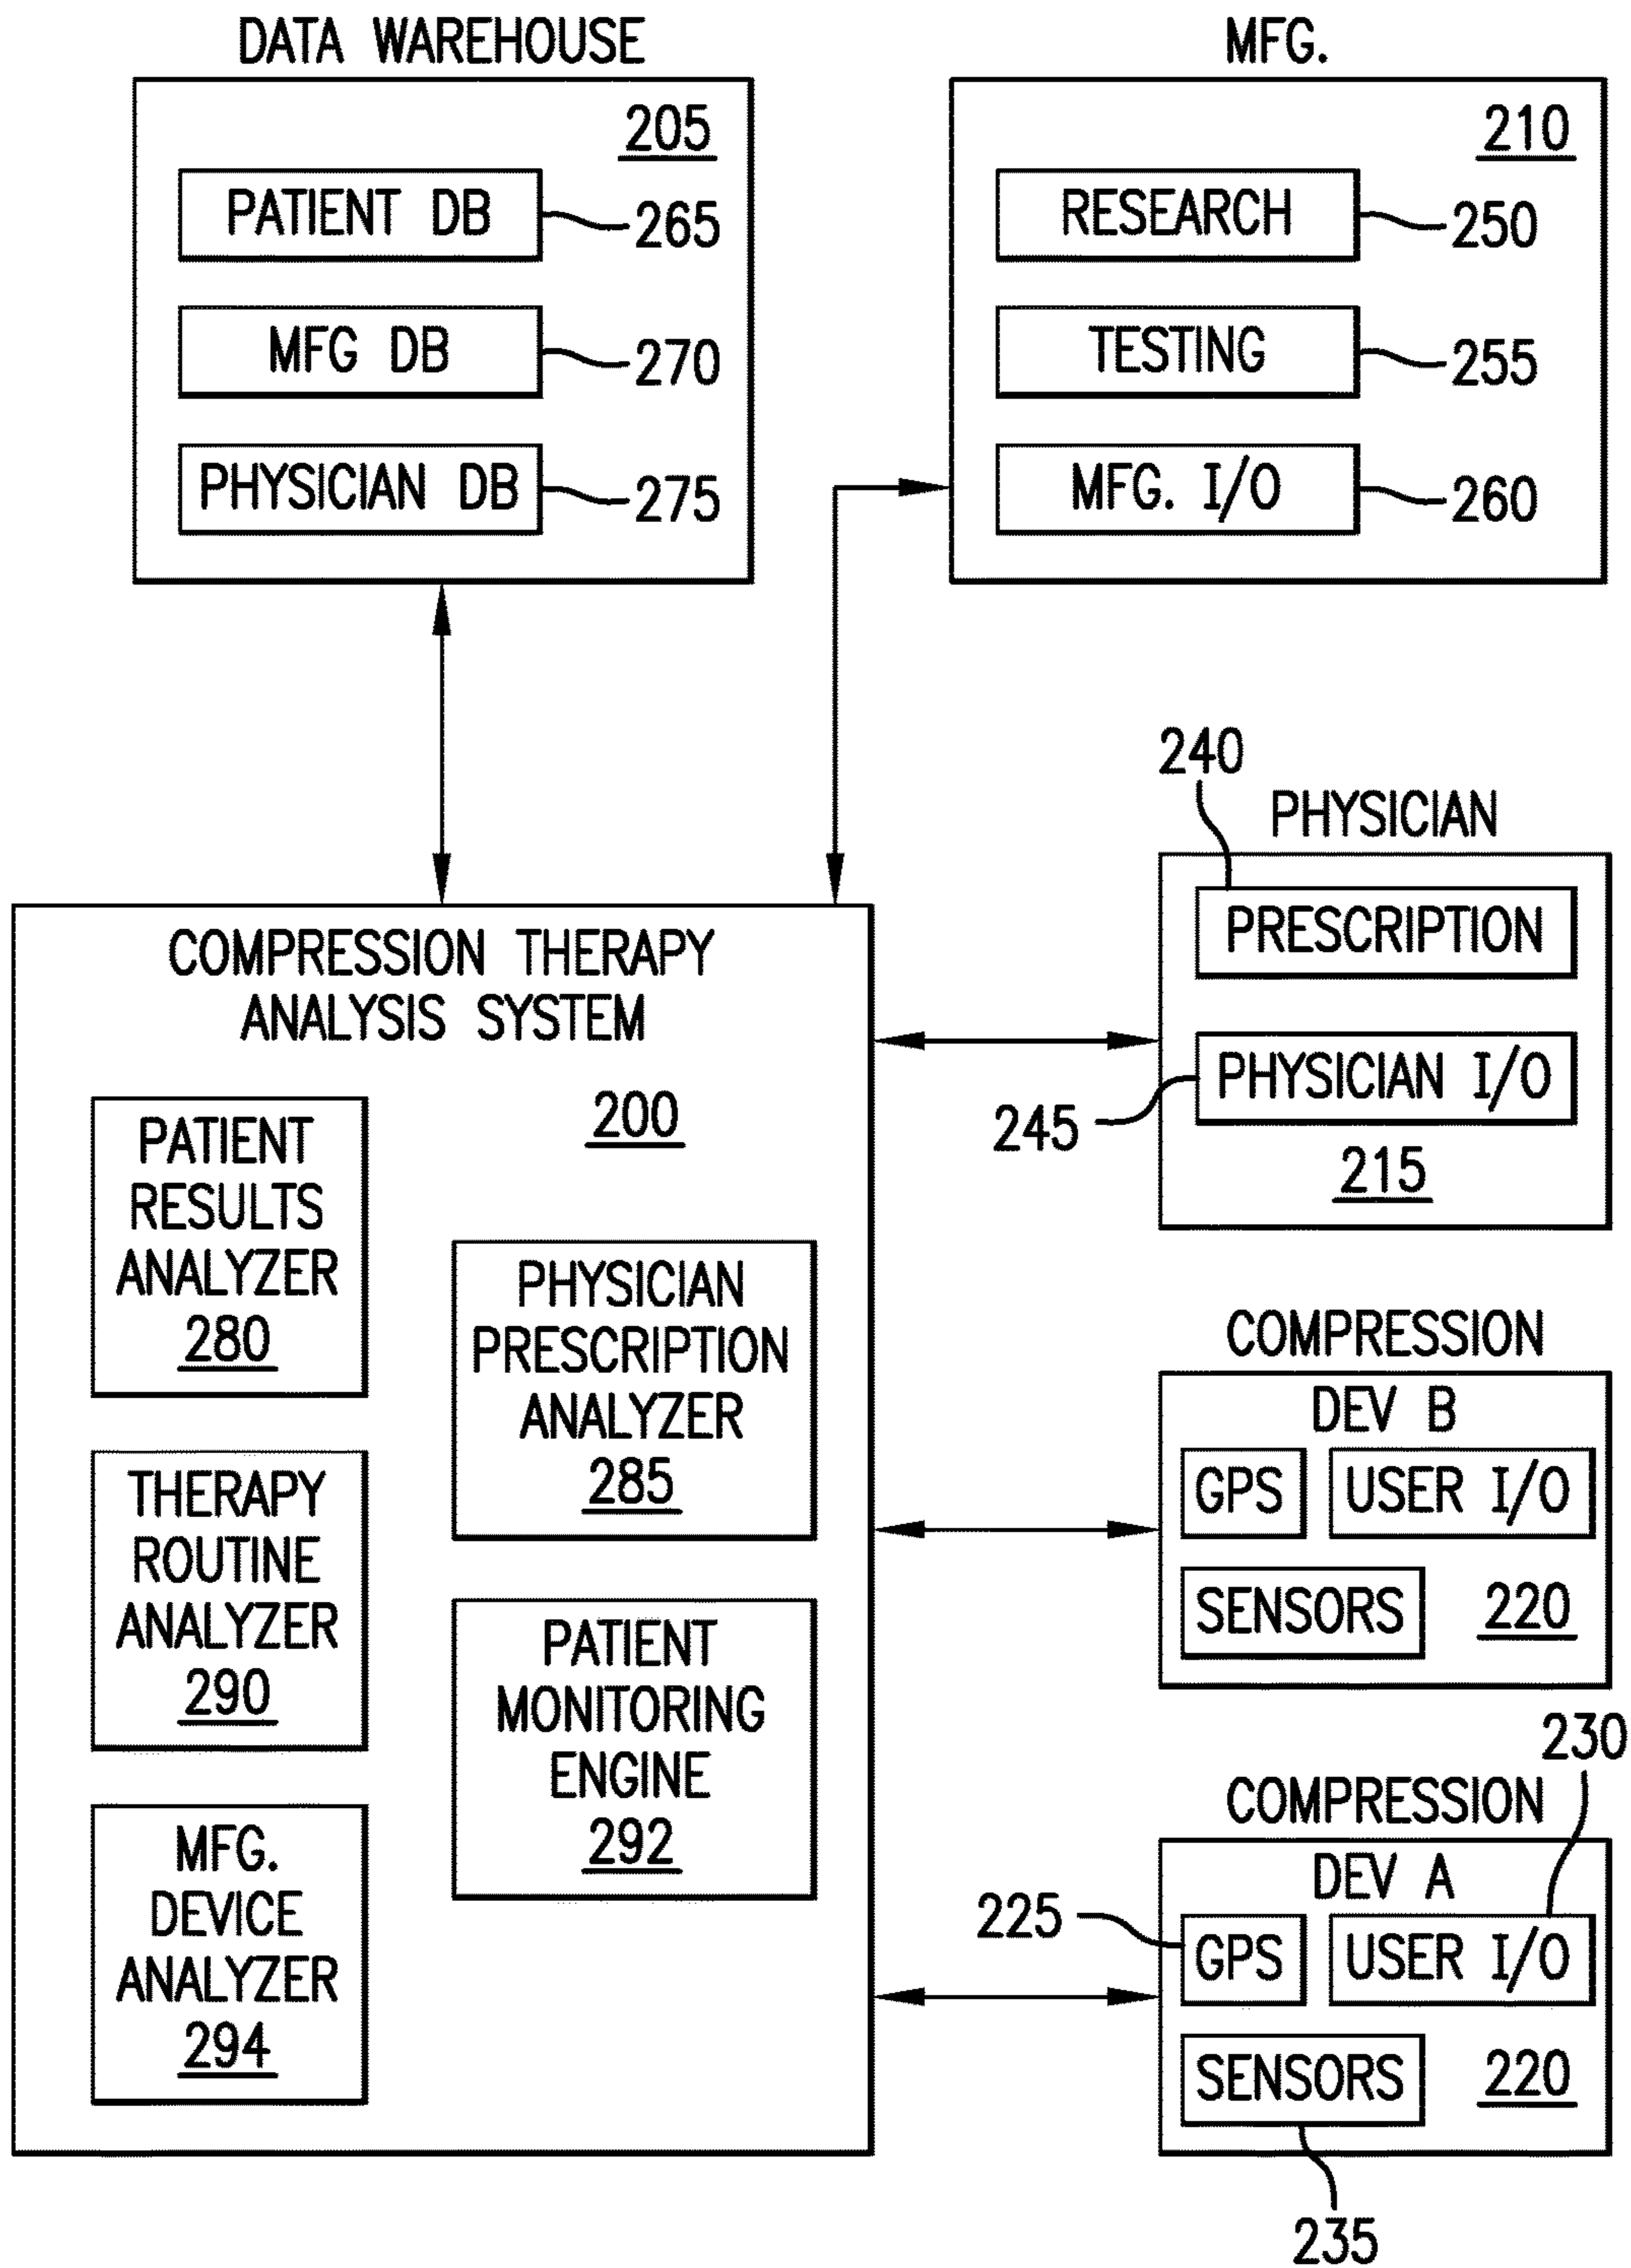 DATA WAREHOUSE
205
PATIENT DB
265
MFG DB
270
PHYSICIAN DB
275
MFG.
210
RESEARCH
250
TESTING
255
MFG. I/O
260
240
PHYSICIAN
PRESCRIPTION
PHYSICIAN I/O
245
215
COMPRESSION THERAPY
ANALYSIS SYSTEM
200
PATIENT
RESULTS
ANALYZER
280
PHYSICIAN
PRESCRIPTION
ANALYZER
285
THERAPY
ROUTINE
ANALYZER
290
PATIENT
MONITORING
ENGINE
292
MFG.
DEVICE
ANALYZER
294
COMPRESSION
DEV B
GPS
USER I/O
SENSORS
220
230
COMPRESSION
DEV A
225
GPS
USER I/O
SENSORS
220
235